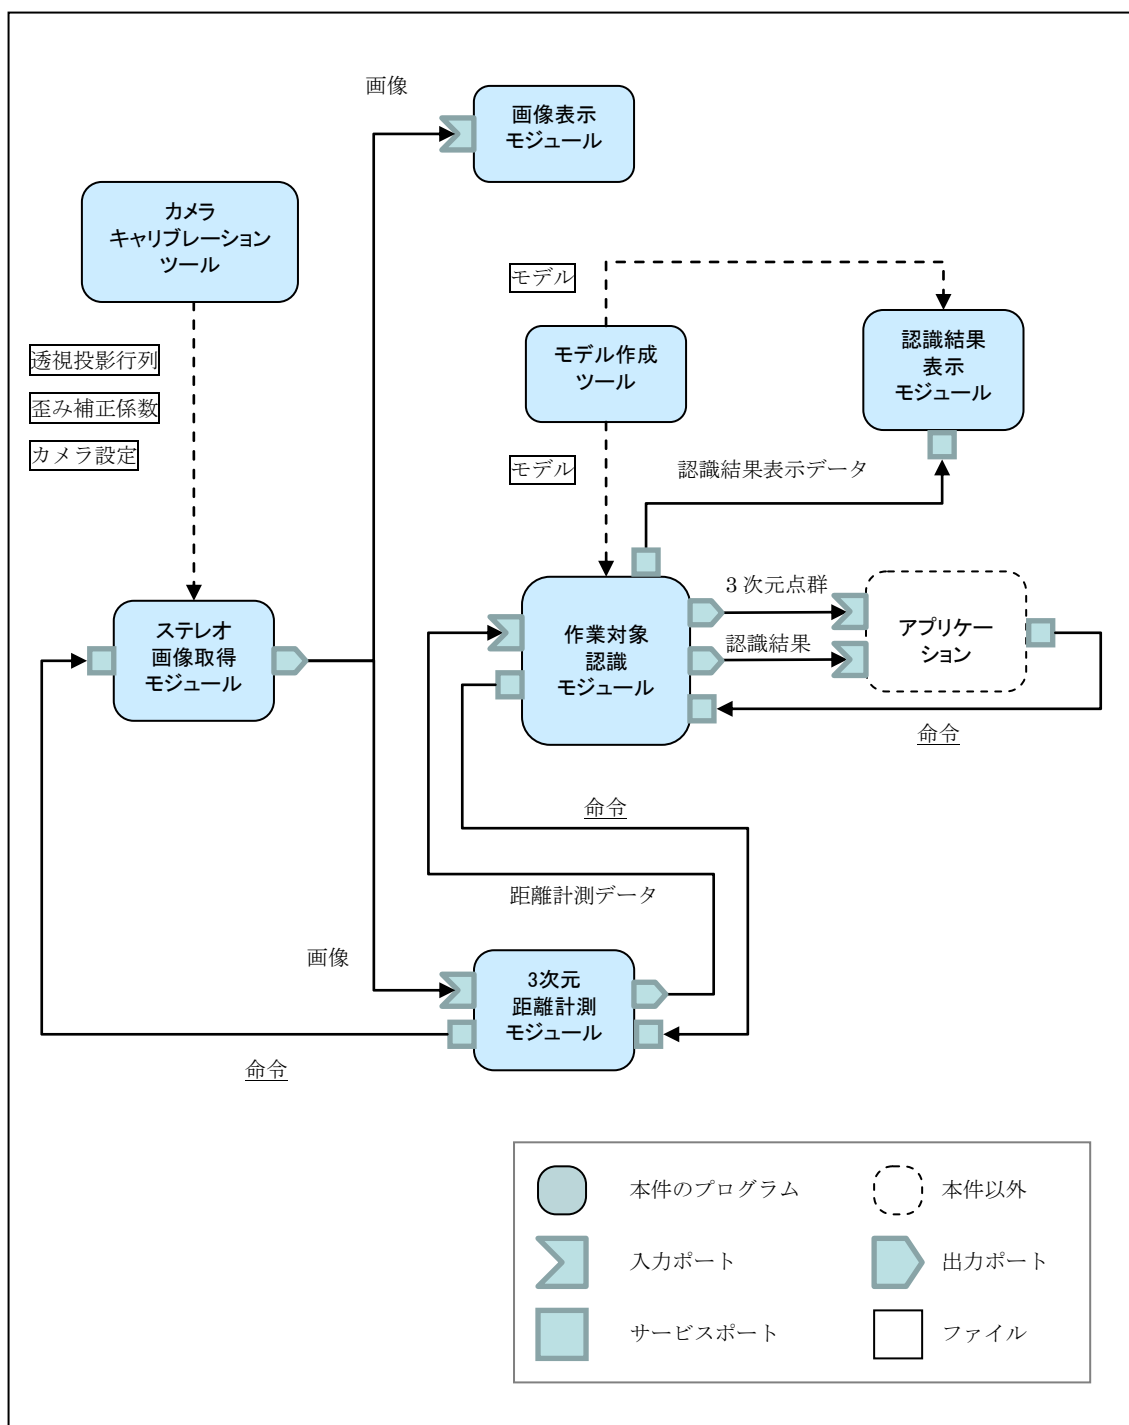 画像
画像表示
モジュール
カメラ
キャリブレーション
ツール
モデル
透視投影行列
歪み補正係数
カメラ設定
モデル作成
ツール
認識結果
表示
モジュール
モデル
認識結果表示データ
3 次元点群
認識結果
ステレオ
画像取得
モジュール
作業対象
認識
モジュール
アプリケー
ション
命令
命令
距離計測データ
画像
3次元
距離計測
モジュール
命令
本件のプログラム
本件以外
入力ポート
出力ポート
サービスポート
ファイル